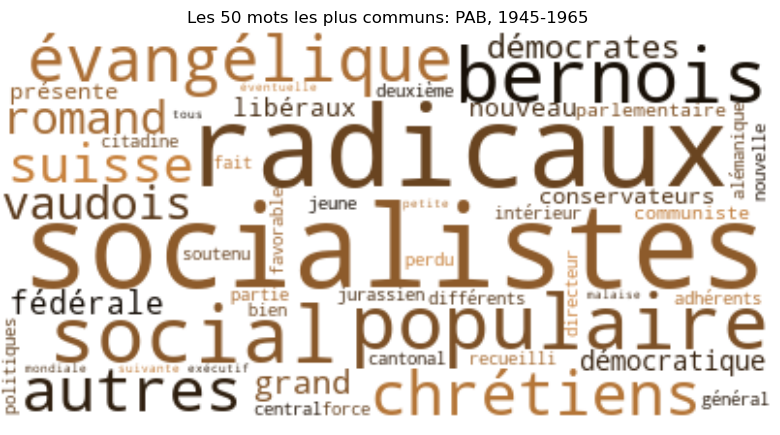 Les 50 mots les plus communs: PAB, 1945-1965
évangélique
éventuelle
deuxième
démocrates
bernois
présente
romand
tous
libéraux
nouveau
parlementaire
citadine
radicaux
alémanique
nouvelle
suisse
fait
vaudois
favorable
jeune
petite
conservateurs
intérieur
communiste
socialistes
soutenu
perdu
directeur
fédérale
partie
bien
jurassien
différents
malaise
adhérents
social
populaire
politiques
mondiale
suivante
exécutif
cantonal
recueilli
démocratique
autres
grand
central
force
chrétiens
général